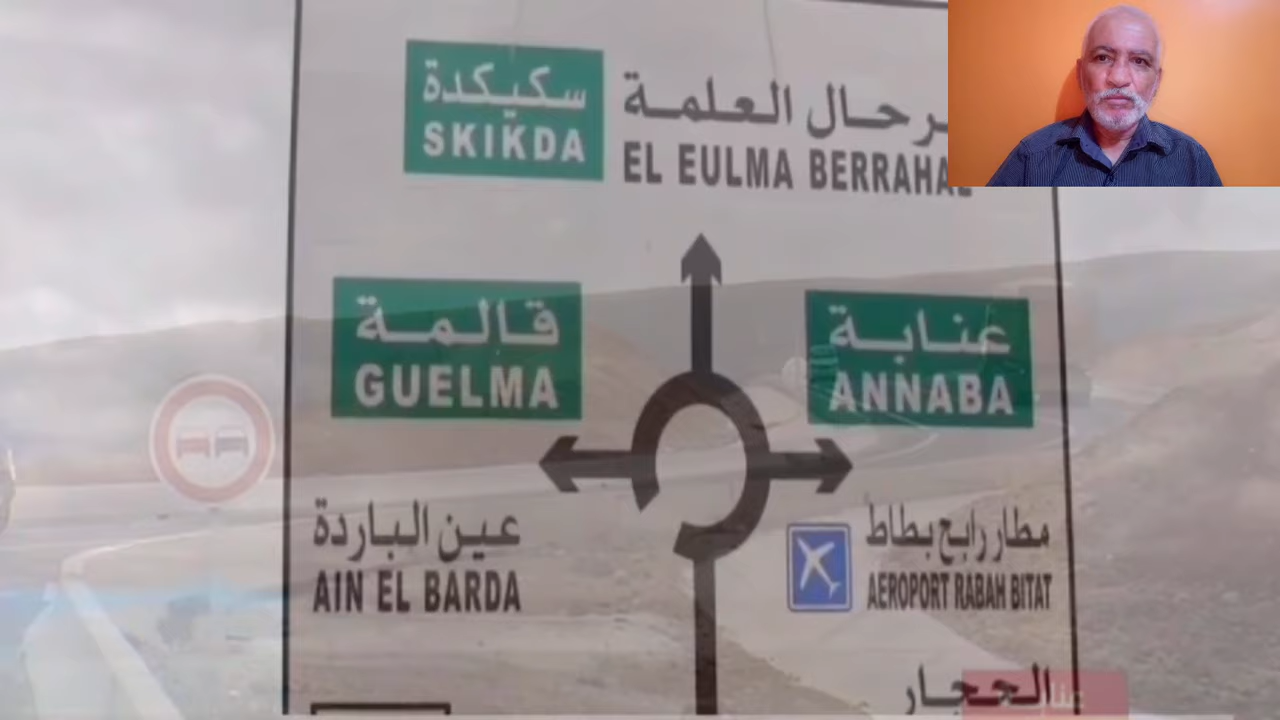 سكيكدة
SKIKDA
العلمة
EL EULMA BERRAHAL
قالمة
GUELMA
عنابة
ANNABA
عين الباردة
AIN EL BARDA
مطار رابح بطاط
AEROPORT RABAH BITAT
الحجار